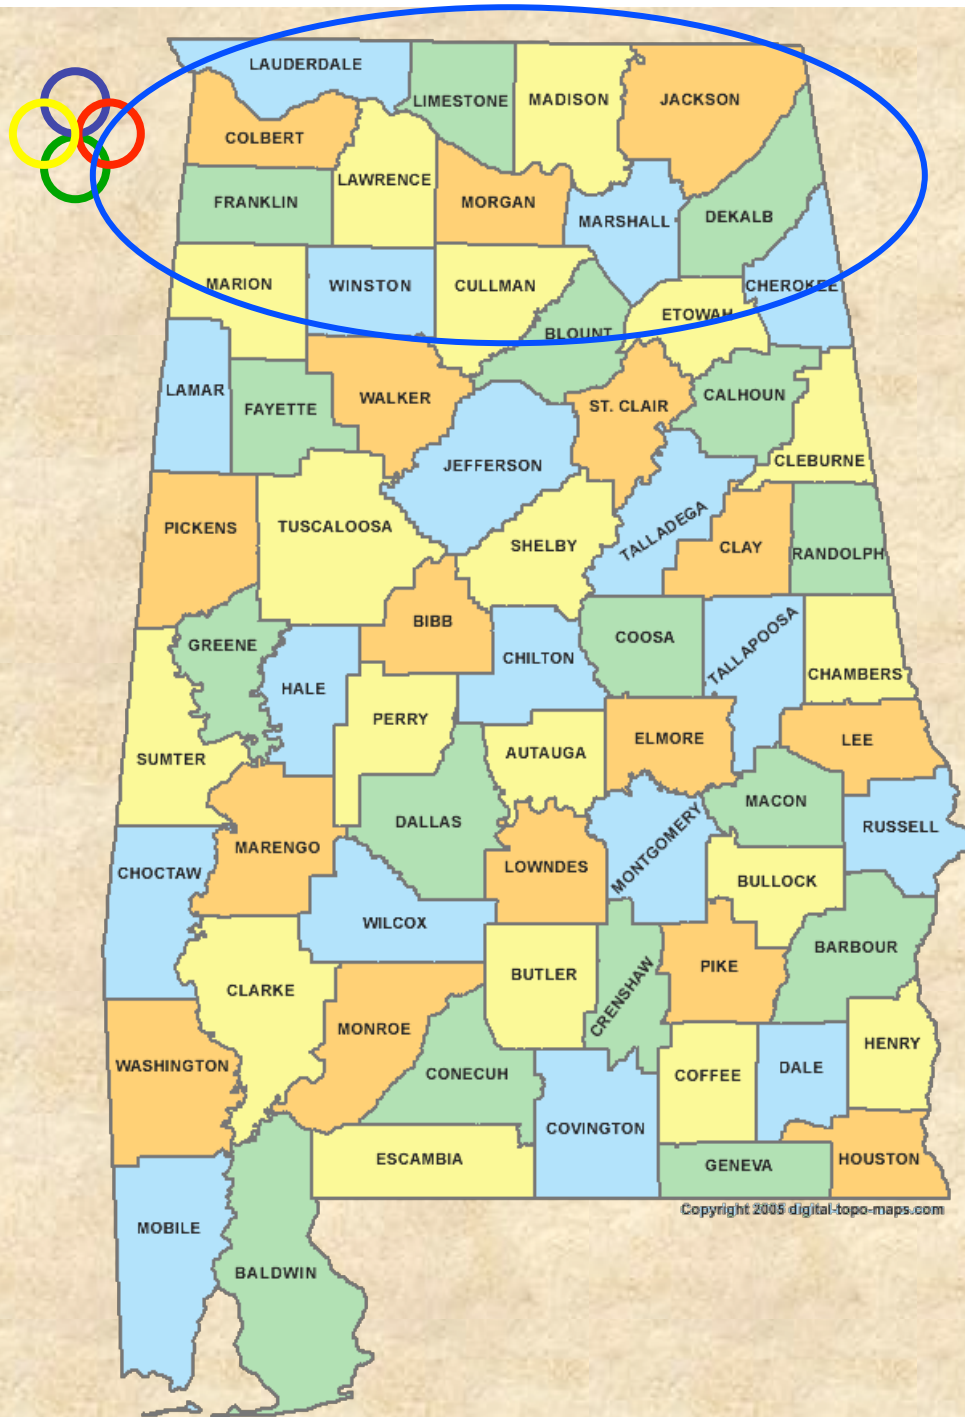 LAUDERDALE
LIMESTONE
MADISON
JACKSON
COLBERT
LAWRENCE
FRANKLIN
MORGAN
MARSHALL
DEKALB
MARION
WINSTON
CULLMAN
CHEROKEE
ETOWAH
BLOUNT
LAMAR
FAYETTE
WALKER
ST. CLAIR
CALHOUN
JEFFERSON
CLEBURNE
PICKENS
TUSCALOOSA
SHELBY
TALLADEGA
CLAY
RANDOLPH
GREENE
BIBB
COOSA
TALLAPOOSA
CHILTON
CHAMBERS
HALE
PERRY
SUMTER
AUTAUGA
ELMORE
LEE
DALLAS
MACON
RUSSELL
MARENGO
CHOCTAW
LOWNDES
MONTGOMERY
BULLOCK
WILCOX
BARBOUR
CLARKE
BUTLER
CRENSHAW
PIKE
MONROE
HENRY
WASHINGTON
CONECUH
COFFEE
DALE
COVINGTON
ESCAMBIA
GENEVA
HOUSTON
Copyright 2005 digital-topo-maps.com
MOBILE
BALDWIN